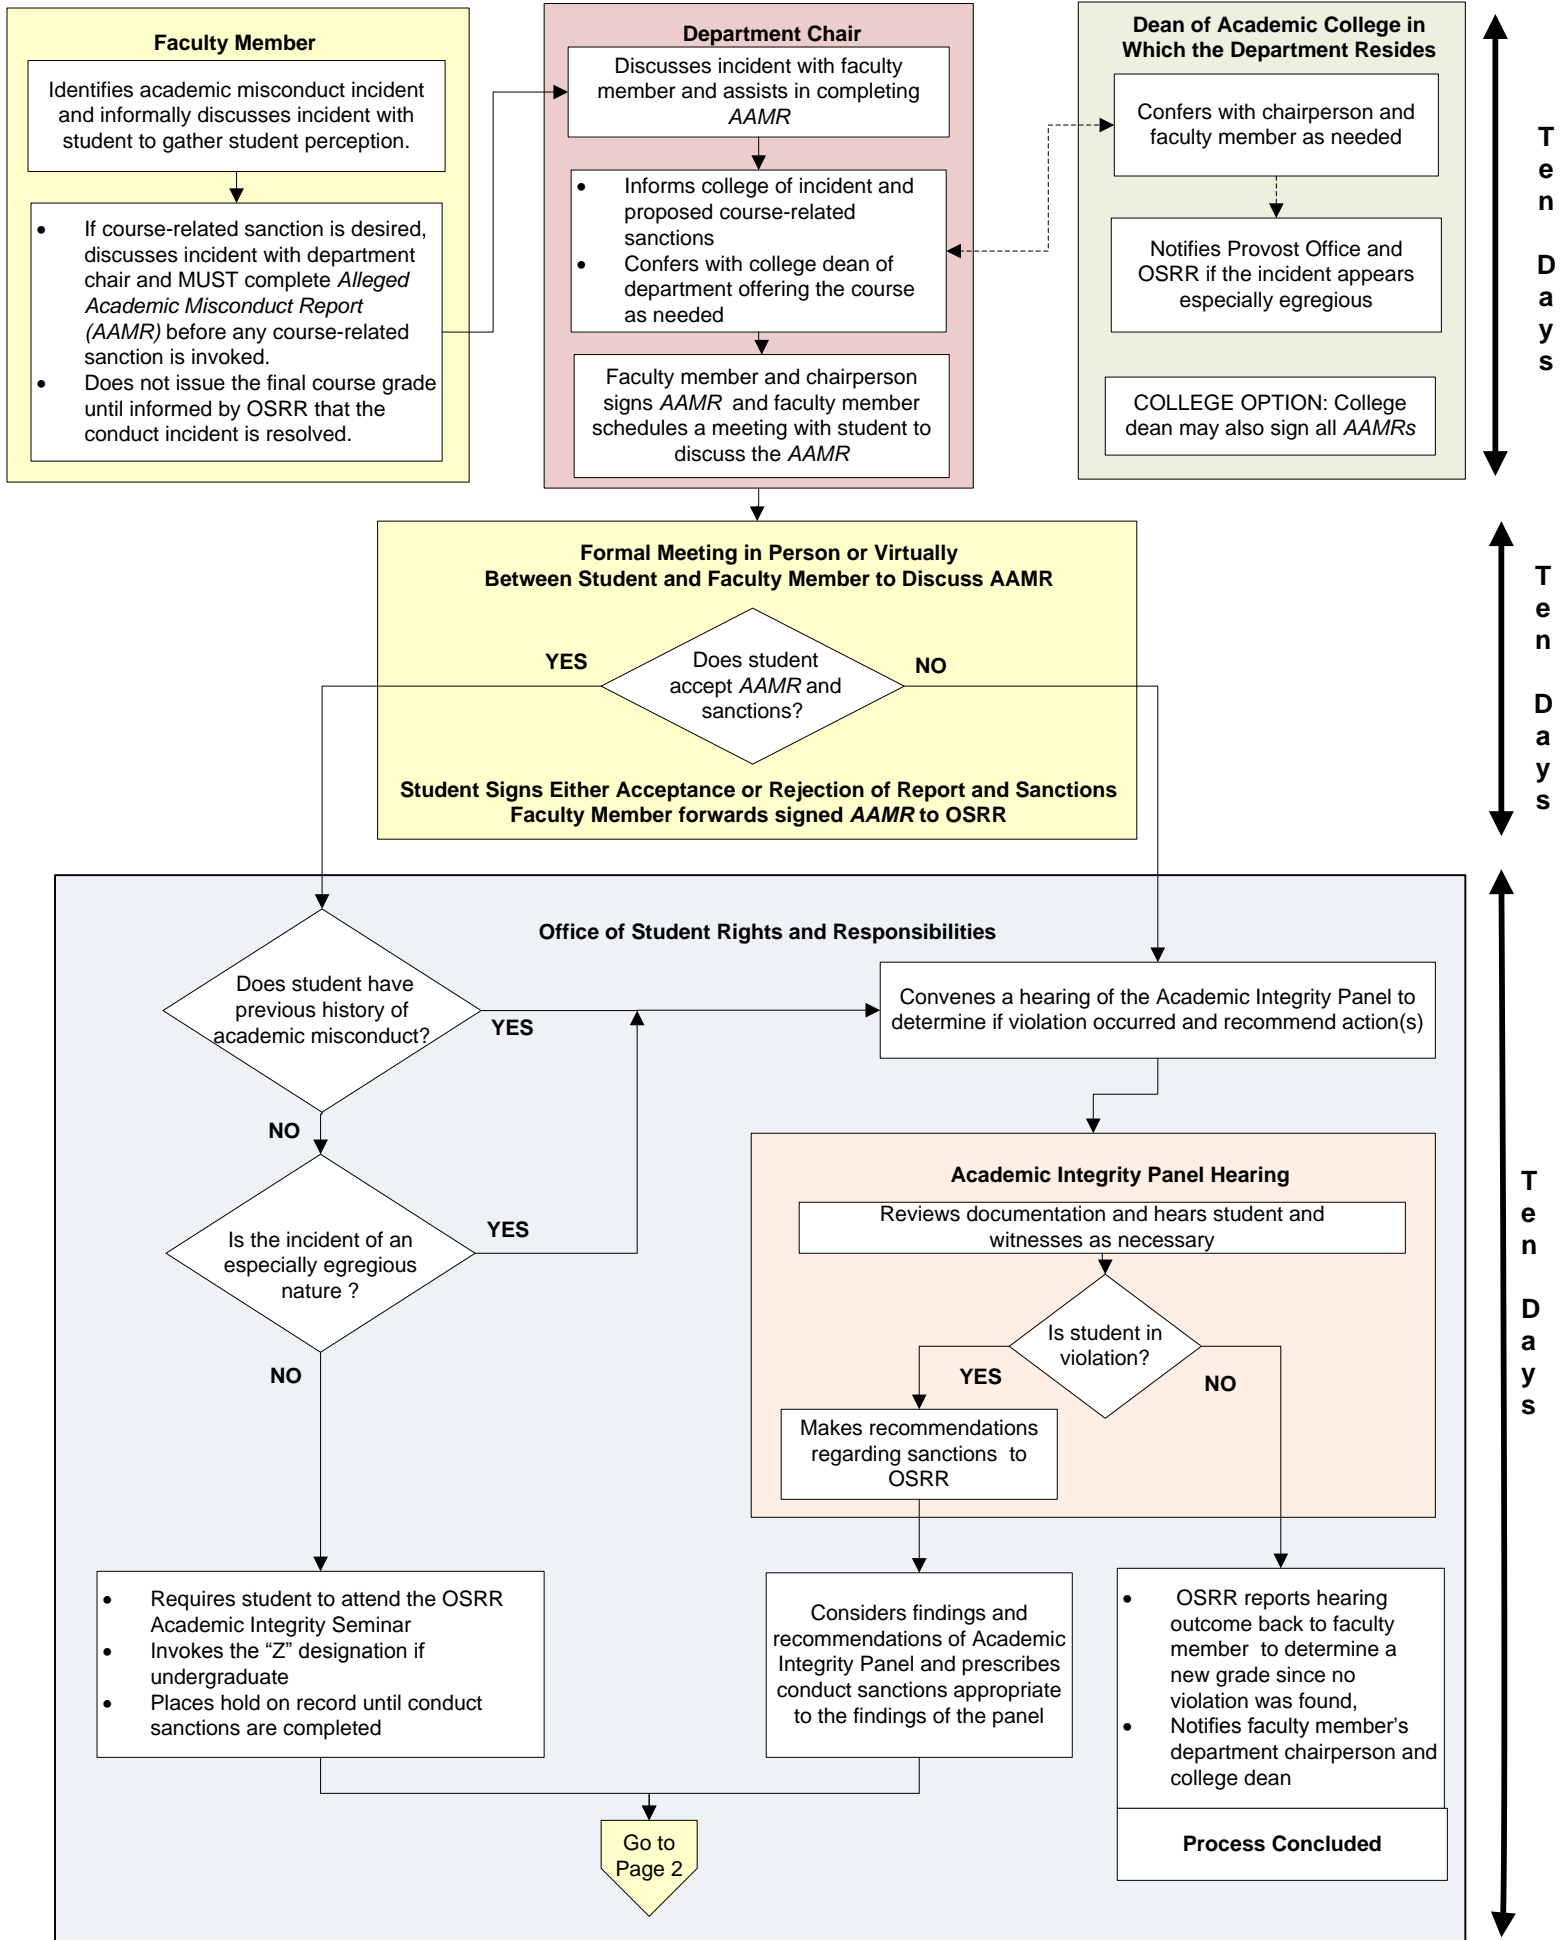 Faculty Member
Identifies academic misconduct incident
and informally discusses incident with
student to gather student perception.
• If course-related sanction is desired,
discusses incident with department
chair and MUST complete Alleged
Academic Misconduct Report
(AAMR) before any course-related
sanction is invoked.
• Does not issue the final course grade
until informed by OSRR that the
conduct incident is resolved.
Department Chair
Discusses incident with faculty
member and assists in completing
AAMR
• Informs college of incident and
proposed course-related
sanctions
• Confers with college dean of
department offering the course
as needed
Faculty member and chairperson
signs AAMR and faculty member
schedules a meeting with student to
discuss the AAMR
Dean of Academic College in
Which the Department Resides
Confers with chairperson and
faculty member as needed
Notifies Provost Office and
OSRR if the incident appears
especially egregious
COLLEGE OPTION: College
dean may also sign all AAMRs
Ten Days
Formal Meeting in Person or Virtually
Between Student and Faculty Member to Discuss AAMR
YES
Does student
accept AAMR and
sanctions?
NO
Student Signs Either Acceptance or Rejection of Report and Sanctions
Faculty Member forwards signed AAMR to OSRR
Ten Days
Office of Student Rights and Responsibilities
Does student have
previous history of
academic misconduct?
YES
NO
Convenes a hearing of the Academic Integrity Panel to
determine if violation occurred and recommend action(s)
Is the incident of an
especially egregious
nature ?
YES
NO
Academic Integrity Panel Hearing
Reviews documentation and hears student and
witnesses as necessary
Is student in
violation?
YES
NO
Makes recommendations
regarding sanctions to
OSRR
• Requires student to attend the OSRR
Academic Integrity Seminar
• Invokes the “Z” designation if
undergraduate
• Places hold on record until conduct
sanctions are completed
Considers findings and
recommendations of Academic
Integrity Panel and prescribes
conduct sanctions appropriate
to the findings of the panel
• OSRR reports hearing
outcome back to faculty
member to determine a
new grade since no
violation was found,
• Notifies faculty member’s
department chairperson and
college dean
Process Concluded
Go to
Page 2
Ten Days